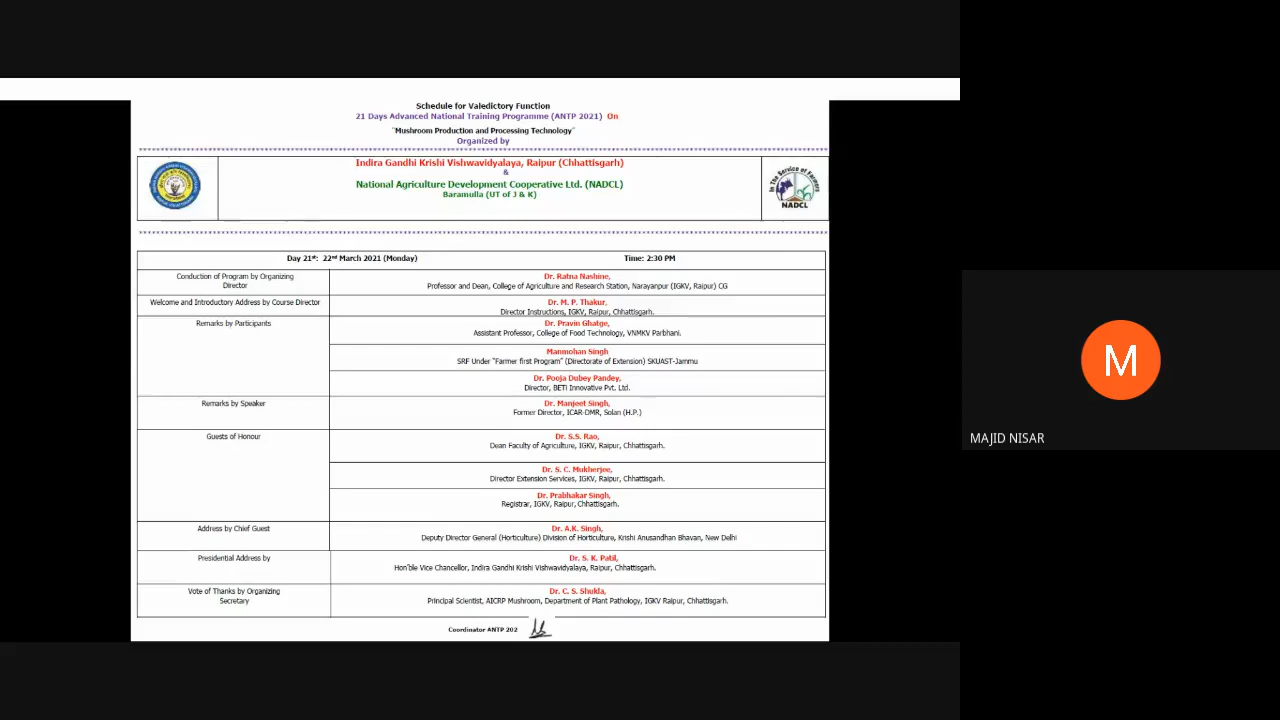 Schedule for Valedictory Function
21 Days Advanced National Training Programme (ANTP 2021) On
"Mushroom Production and Processing Technology"
Organized by
Indira Gandhi Krishi Vishwavidyalaya, Raipur (Chhattisgarh)
&
National Agriculture Development Cooperative Ltd. (NADCL)
Baramulla (UT of J & K)
In The Service of Farmers
NADCL
Day 21st: 22nd March 2021 (Monday) Time: 2:30 PM
Conduction of Program by Organizing
Director
Dr. Ratna Nashine,
Professor and Dean, College of Agriculture and Research Station, Narayanpur (IGKV, Raipur) CG
Welcome and Introductory Address by Course Director
Dr. M. P. Thakur,
Director Instructions, IGKV, Raipur, Chhattisgarh.
Remarks by Participants
Dr. Pravin Ghatge,
Assistant Professor, College of Food Technology, VNMKV Parbhani.
Manmohan Singh
SRF Under "Farmer first Program" (Directorate of Extension) SKUAST-Jammu
Dr. Pooja Dubey Pandey,
Director, BETi Innovative Pvt. Ltd.
Remarks by Speaker
Dr. Manjeet Singh,
Former Director, ICAR-DMR, Solan (H.P.)
Guests of Honour
Dr. S.S. Rao,
Dean Faculty of Agriculture, IGKV, Raipur, Chhattisgarh.
Dr. S. C. Mukherjee,
Director Extension Services, IGKV, Raipur, Chhattisgarh.
Dr. Prabhakar Singh,
Registrar, IGKV, Raipur, Chhattisgarh.
Address by Chief Guest
Dr. A.K. Singh,
Deputy Director General (Horticulture) Division of Horticulture, Krishi Anusandhan Bhavan, New Delhi
Presidential Address by
Dr. S. K. Patil,
Hon'ble Vice Chancellor, Indira Gandhi Krishi Vishwavidyalaya, Raipur, Chhattisgarh.
Vote of Thanks by Organizing
Secretary
Dr. C. S. Shukla,
Principal Scientist, AICRP Mushroom, Department of Plant Pathology, IGKV Raipur, Chhattisgarh.
Coordinator ANTP 202
M
MAJID NISAR